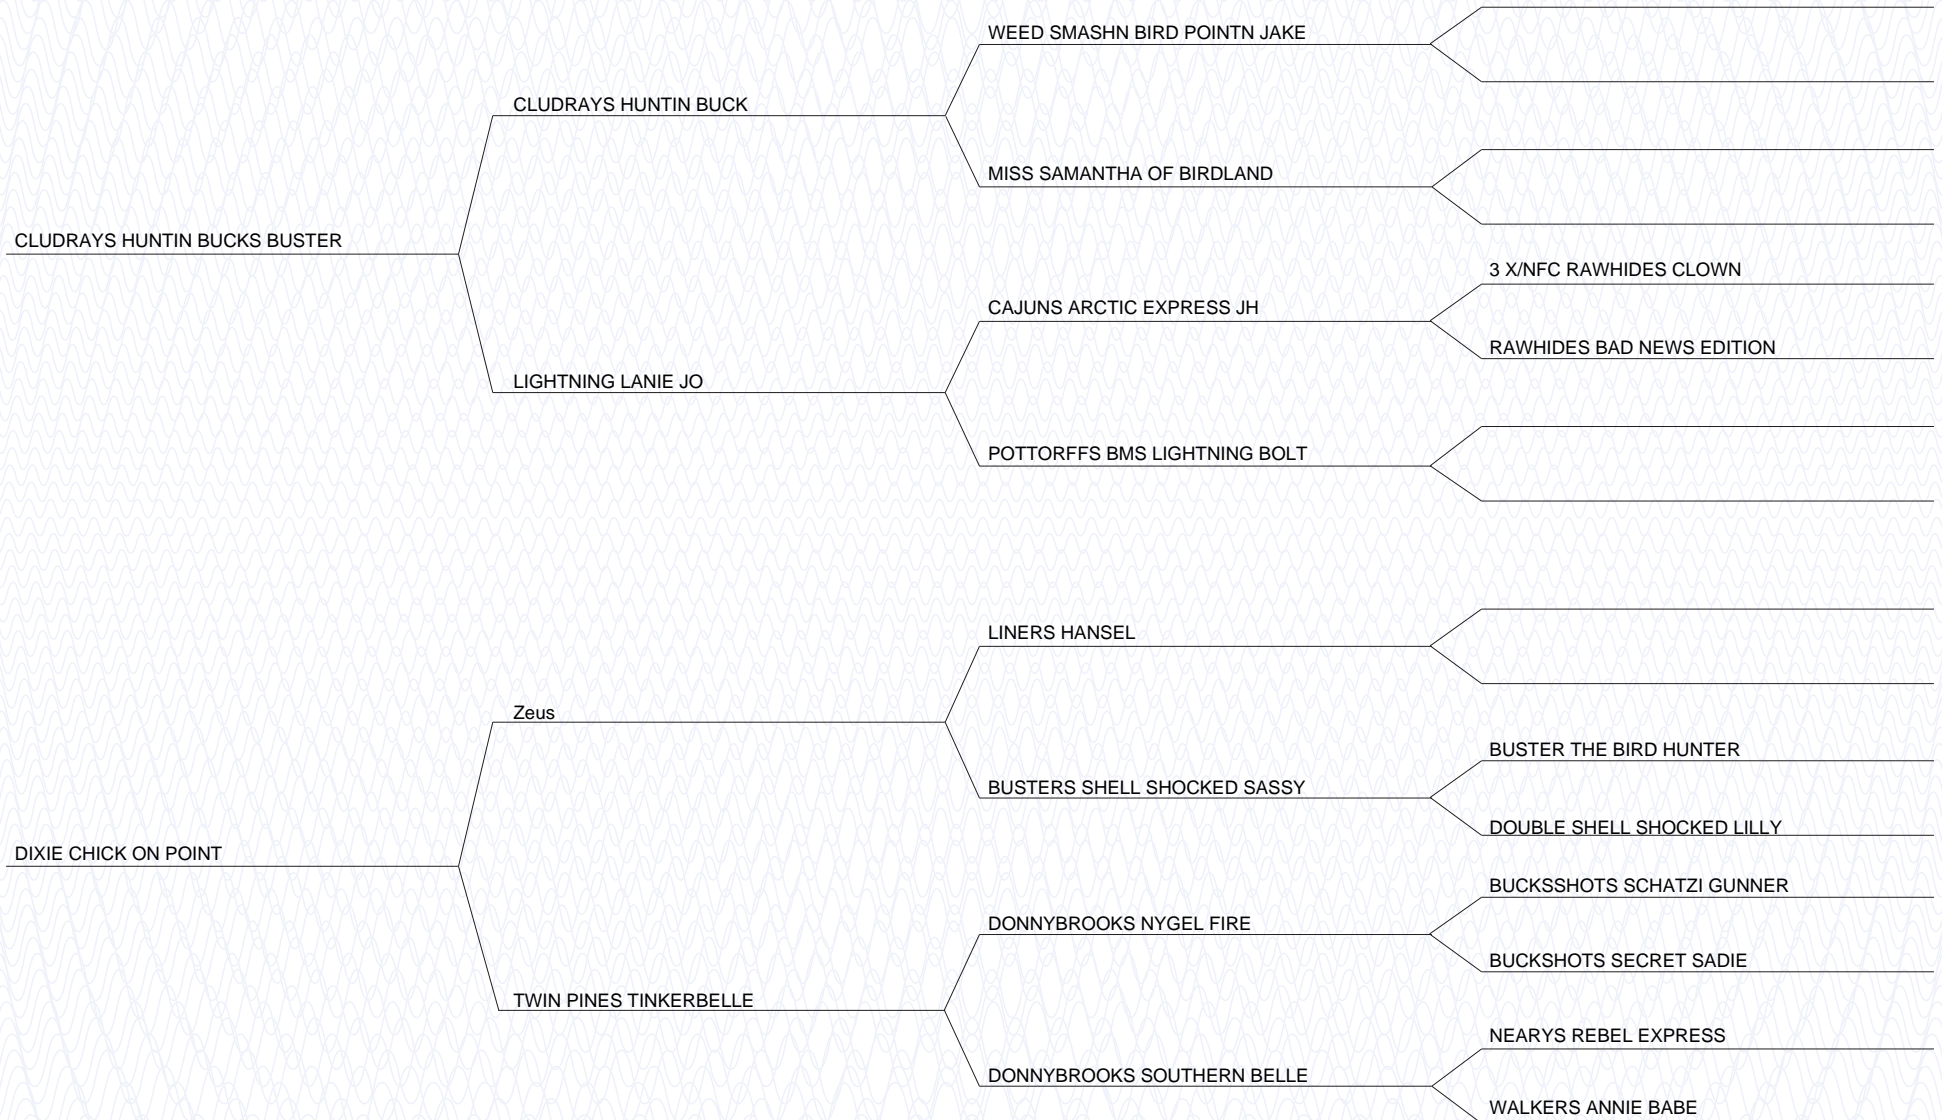 WEED SMASHN BIRD POINTN JAKE
CLUDRAYS HUNTIN BUCK
MISS SAMANTHA OF BIRDLAND
CLUDRAYS HUNTIN BUCKS BUSTER
3 X/NFC RAWHIDES CLOWN
CAJUNS ARCTIC EXPRESS JH
RAWHIDES BAD NEWS EDITION
LIGHTNING LANIE JO
POTTORFFS BMS LIGHTNING BOLT
LINERS HANSEL
Zeus
BUSTER THE BIRD HUNTER
BUSTERS SHELL SHOCKED SASSY
DOUBLE SHELL SHOCKED LILLY
DIXIE CHICK ON POINT
BUCKSSHOTS SCHATZI GUNNER
DONNYBROOKS NYGEL FIRE
BUCKSHOTS SECRET SADIE
TWIN PINES TINKERBELLE
NEARYS REBEL EXPRESS
DONNYBROOKS SOUTHERN BELLE
WALKERS ANNIE BABE